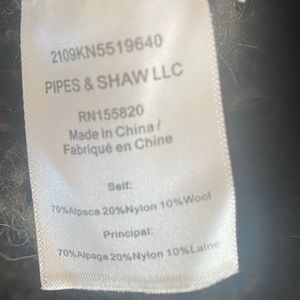 2109KN5519640
PIPES & SHAW LLC
RN155820
Made in China /
Fabriqué en Chine
Self:
70%Alpaca 20%Nylon 10%Wool
Principal:
70%Alpaga 20%Nylon 10%Laine